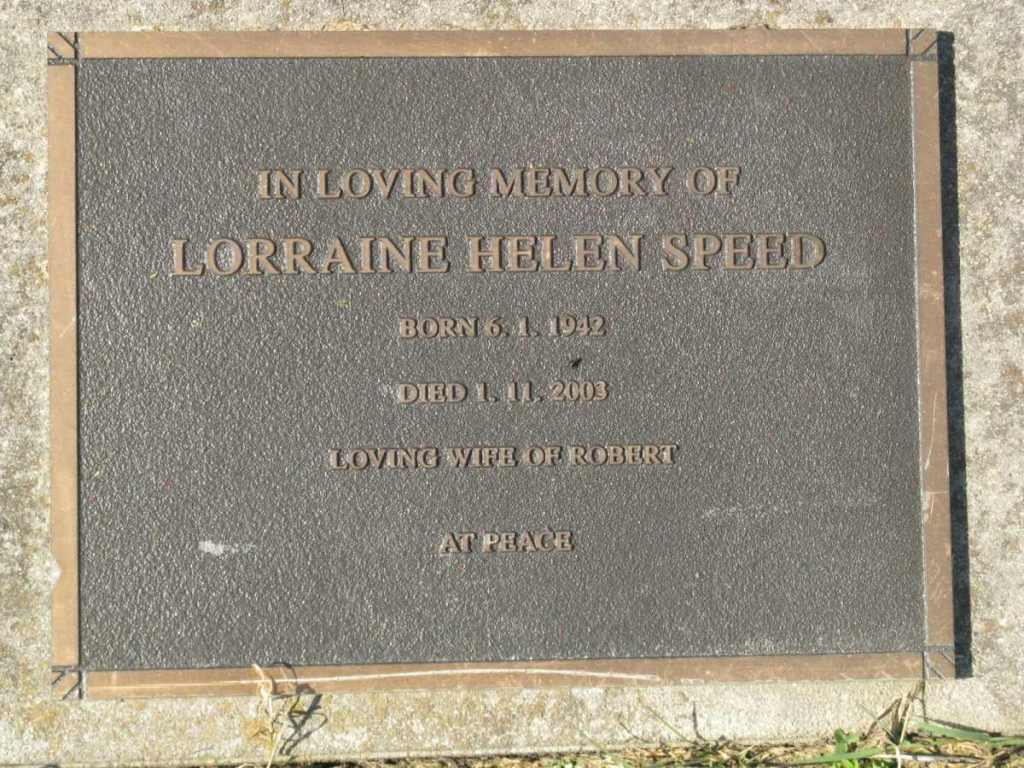 IN LOVING MEMORY OF
LORRAINE HELEN SPEED
BORN 6. 1. 1942
DIED 1. 11. 2003
LOVING WIFE OF ROBERT
AT PEACE